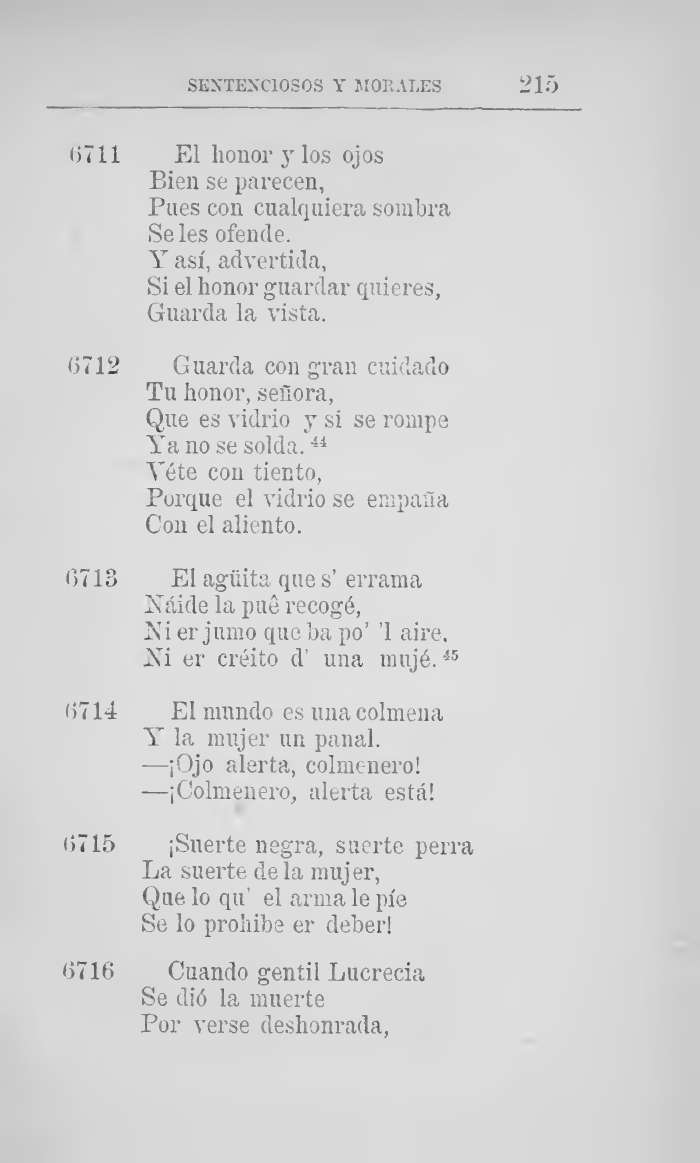 SENTENCIOSOS Y MORALES 215
6711 El honor y los ojos
Bien se parecen,
Pues con cualquiera sombra
Se les ofende.
Y así, advertida,
Si el honor guardar quieres,
Guarda la vista.
6712 Guarda con gran cuidado
Tu honor, señora,
Que es vidrio y si se rompe
Ya no se solda. 44
Véte con tiento,
Porque el vidrio se empaña
Con el aliento.
6713 El agüita que s' errama
Náide la puê recogé,
Ni er jumo que ba po' 'l aire,
Ni er créito d' una mujé. 45
6714 El mundo es una colmena
Y la mujer un panal.
—¡Ojo alerta, colmenero!
—¡Colmenero, alerta está!
6715 ¡Suerte negra, suerte perra
La suerte de la mujer,
Que lo qu' el arma le píe
Se lo prohibe er deber!
6716 Cuando gentil Lucrecia
Se dió la muerte
Por verse deshonrada,